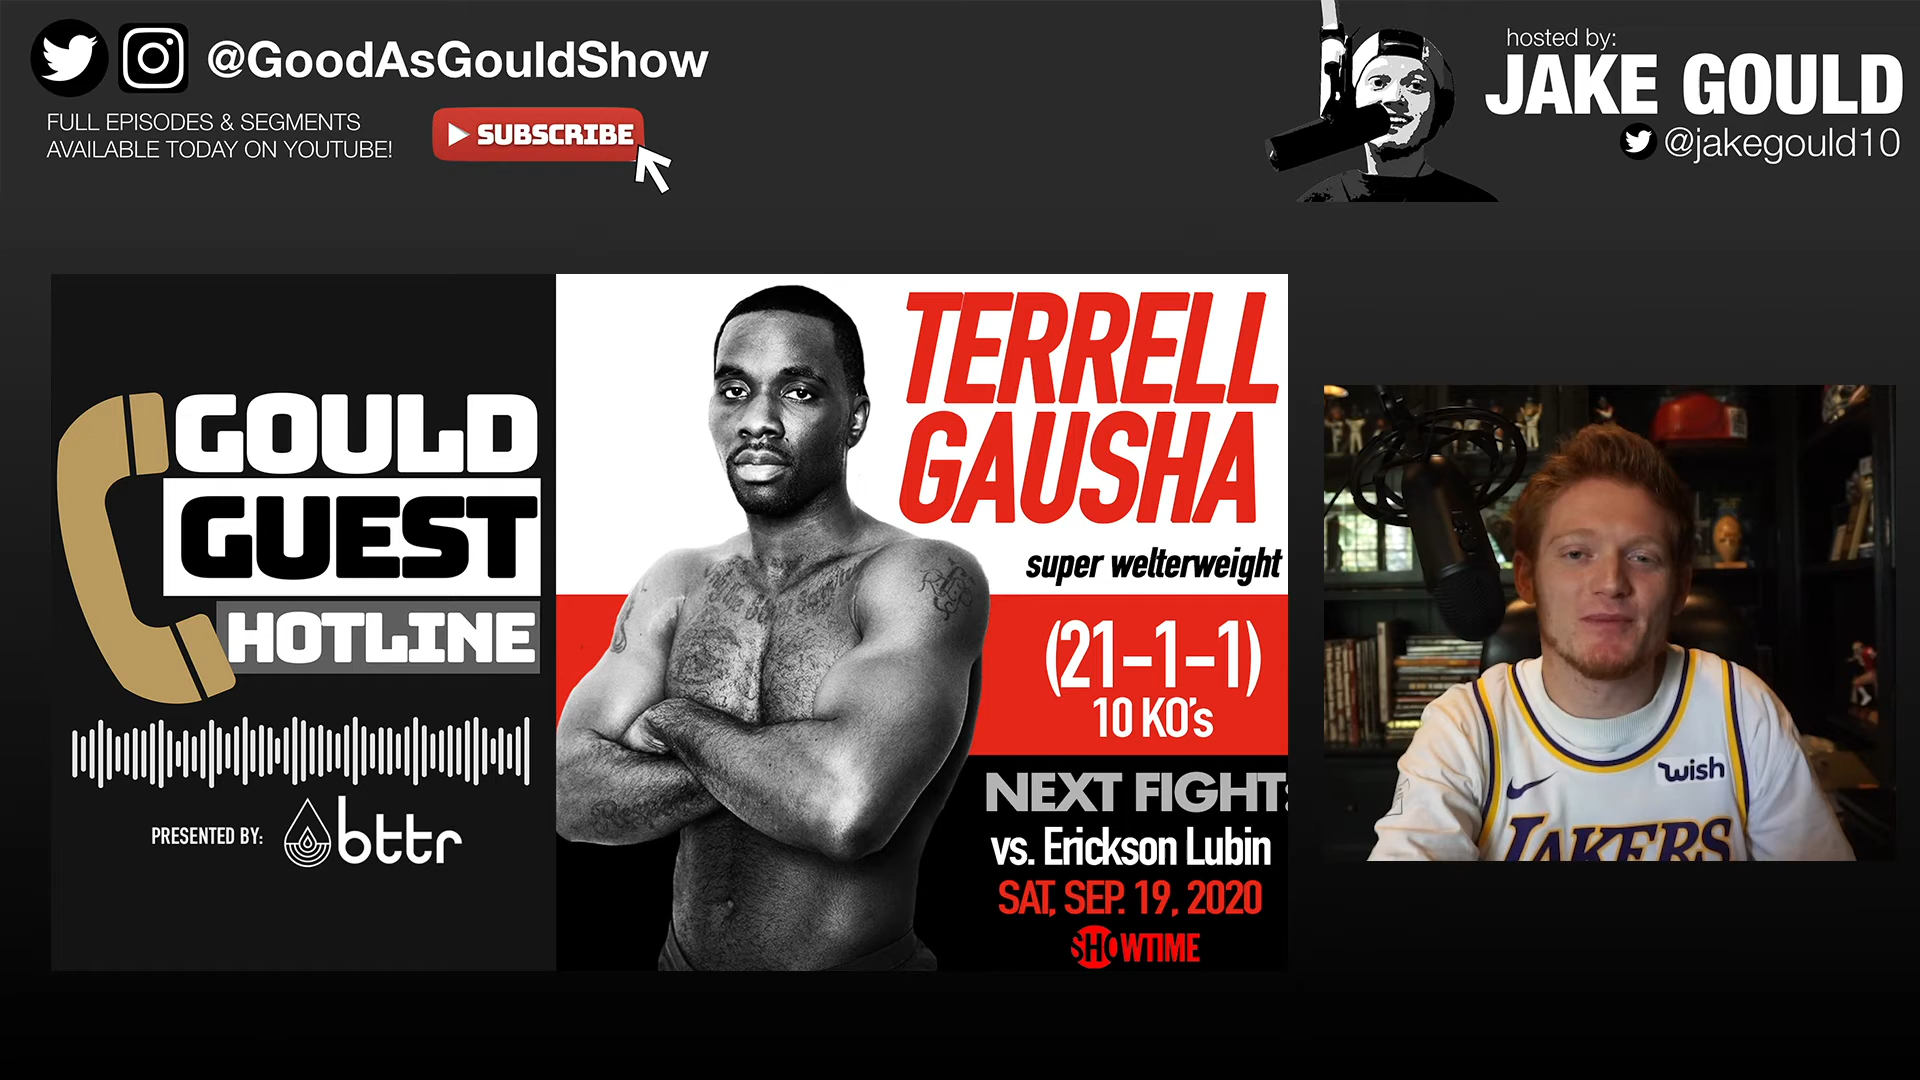 @GoodAsGouldShow
FULL EPISODES & SEGMENTS
AVAILABLE TODAY ON YOUTUBE!
SUBSCRIBE
hosted by:
JAKE GOULD
@jakegould10
GOULD
GUEST
HOTLINE
PRESENTED BY:
bttr
TERRELL
GAUSHA
super welterweight
(21-1-1)
10 KO's
NEXT FIGHT:
vs. Erickson Lubin
SAT, SEP. 19, 2020
SHOWTIME
wish
LAKERS